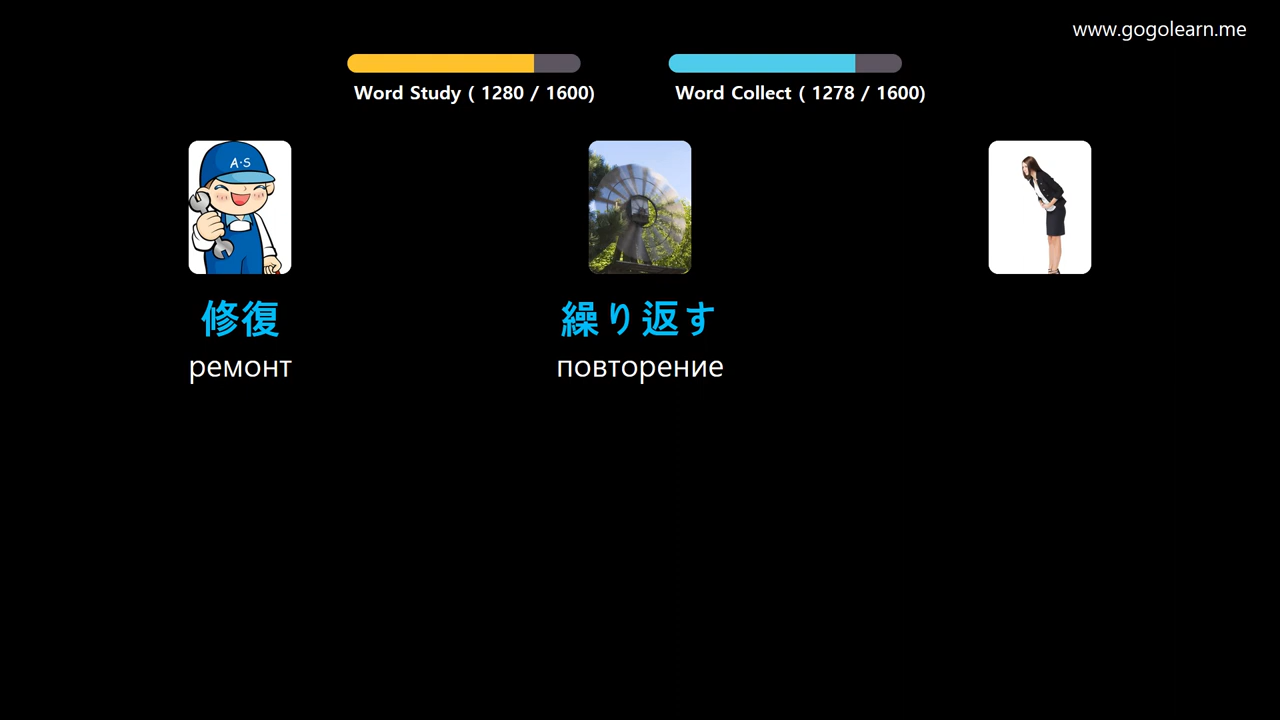 www.gogolearn.me
Word Study ( 1280 / 1600)
Word Collect ( 1278 / 1600)
A·S
修復
繰り返す
ремонт
повторение